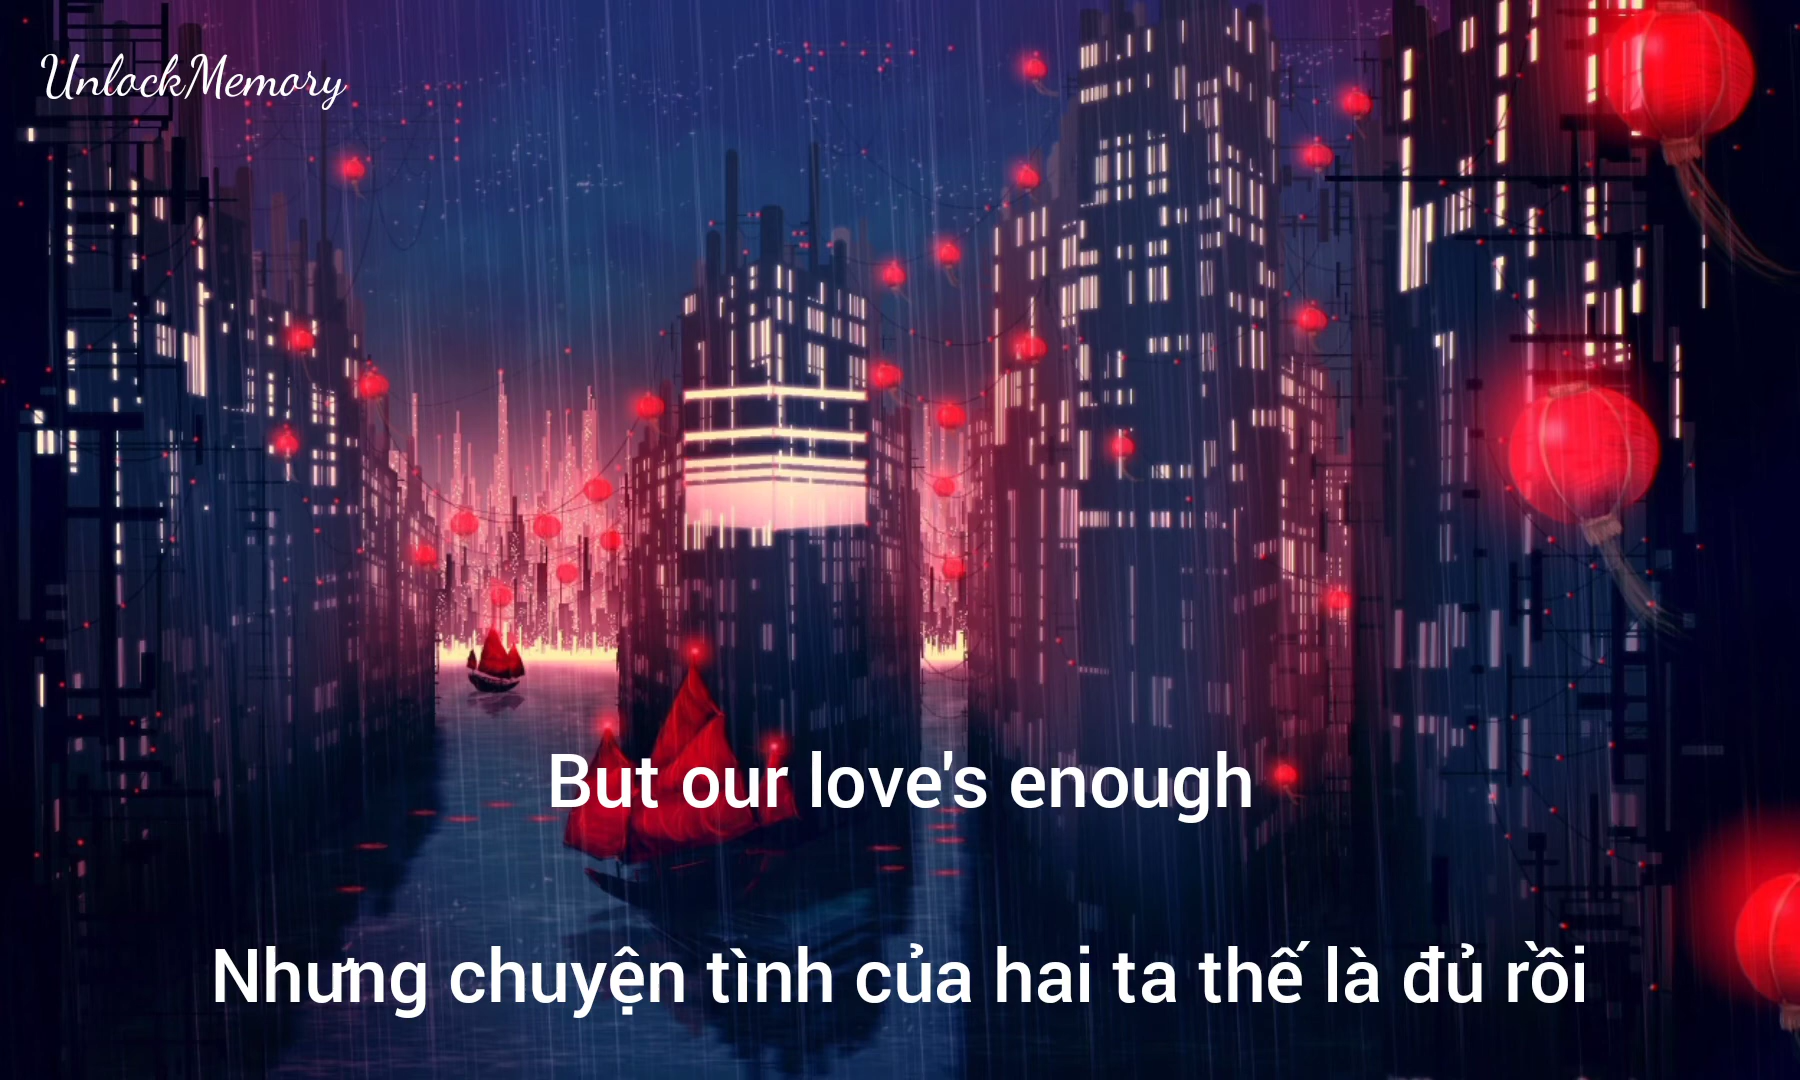 UnlockMemory
But our love's enough
Nhưng chuyện tình của hai ta thế là đủ rồi